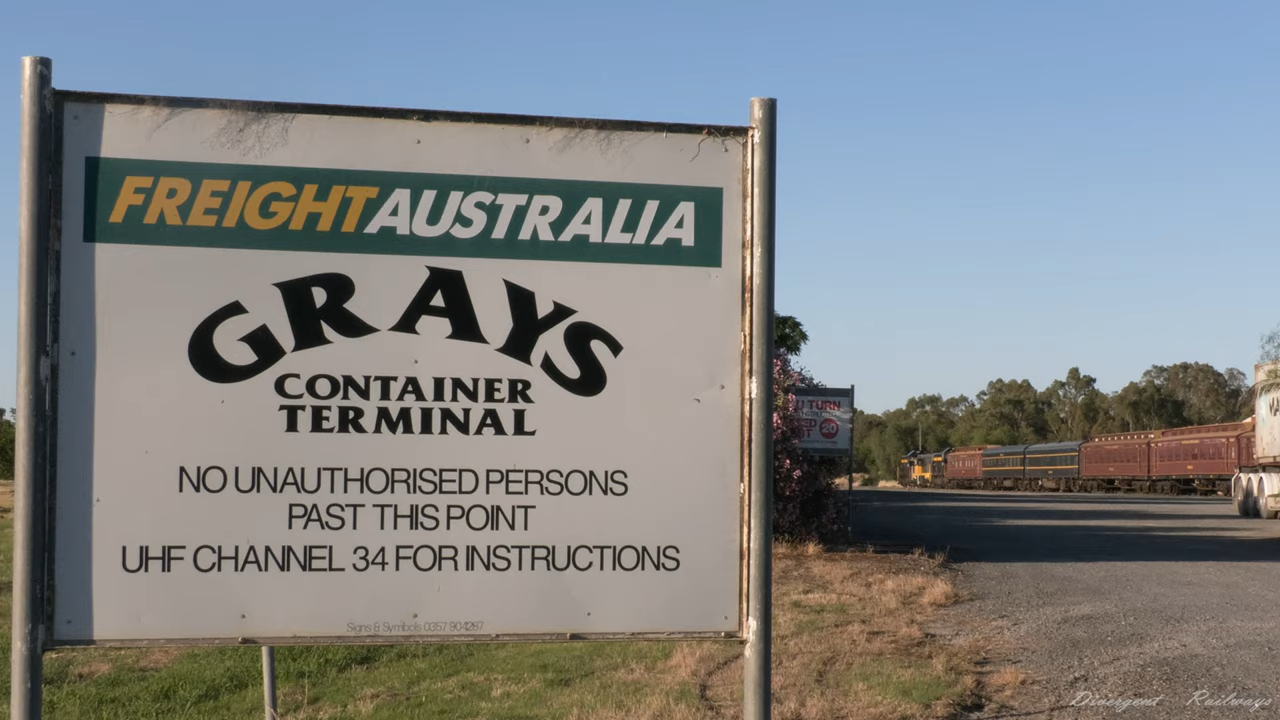 FREIGHTAUSTRALIA
GRAYS
CONTAINER
TERMINAL
NO UNAUTHORISED PERSONS
PAST THIS POINT
UHF CHANNEL 34 FOR INSTRUCTIONS
Signs & Symbols 0357 904287
U TURN
20
Divergent Railways